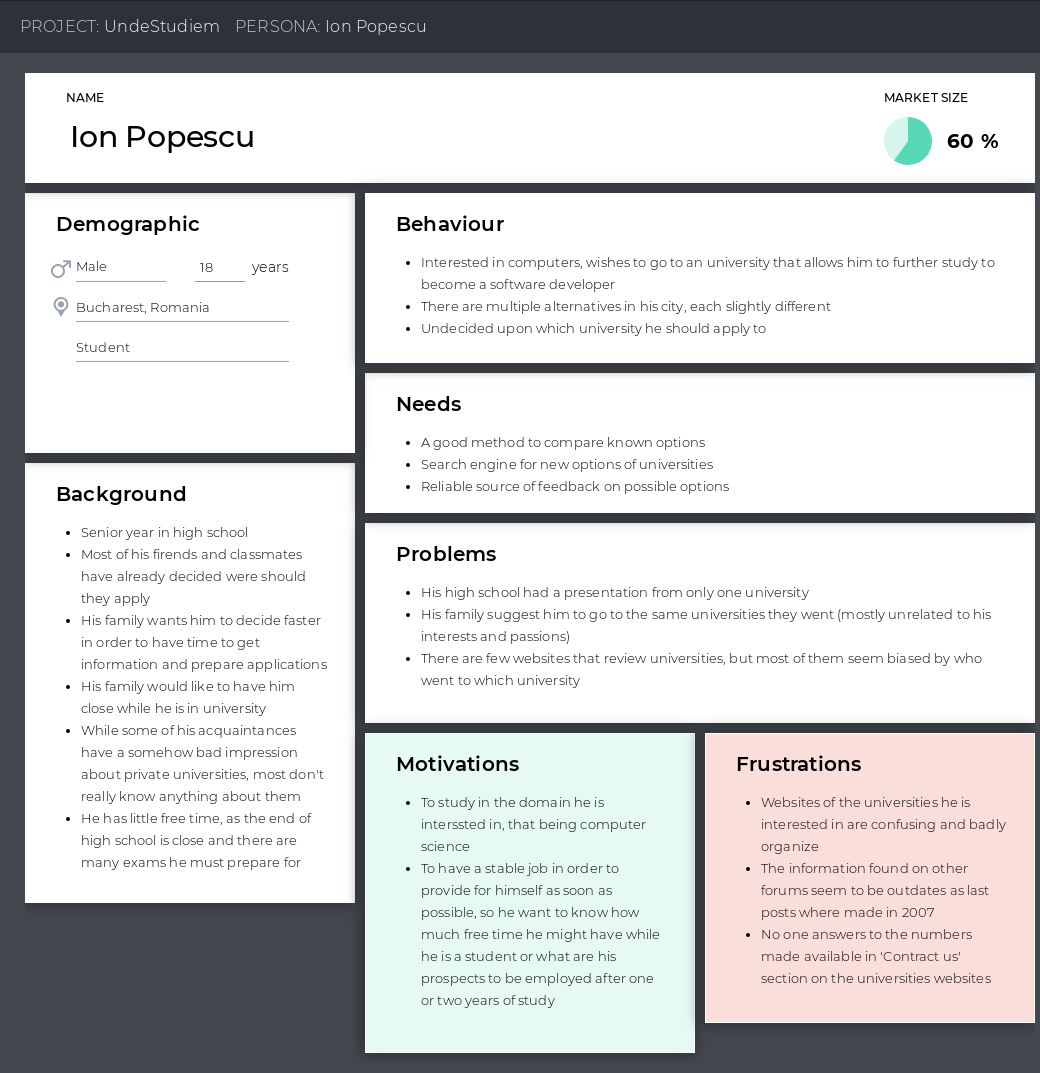 PROJECT: UndeStudiem PERSONA: Ion Popescu
NAME
Ion Popescu
MARKET SIZE
60 %
Demographic
Male 18 years
Bucharest, Romania
Student
Background
• Senior year in high school
• Most of his firends and classmates
have already decided were should
they apply
• His family wants him to decide faster
in order to have time to get
information and prepare applications
• His family would like to have him
close while he is in university
• While some of his acquaintances
have a somehow bad impression
about private universities, most don't
really know anything about them
• He has little free time, as the end of
high school is close and there are
many exams he must prepare for
Behaviour
• Interested in computers, wishes to go to an university that allows him to further study to
become a software developer
• There are multiple alternatives in his city, each slightly different
• Undecided upon which university he should apply to
Needs
• A good method to compare known options
• Search engine for new options of universities
• Reliable source of feedback on possible options
Problems
• His high school had a presentation from only one university
• His family suggest him to go to the same universities they went (mostly unrelated to his
interests and passions)
• There are few websites that review universities, but most of them seem biased by who
went to which university
Motivations
• To study in the domain he is
interssted in, that being computer
science
• To have a stable job in order to
provide for himself as soon as
possible, so he want to know how
much free time he might have while
he is a student or what are his
prospects to be employed after one
or two years of study
Frustrations
• Websites of the universities he is
interested in are confusing and badly
organize
• The information found on other
forums seem to be outdates as last
posts where made in 2007
• No one answers to the numbers
made available in 'Contract us'
section on the universities websites